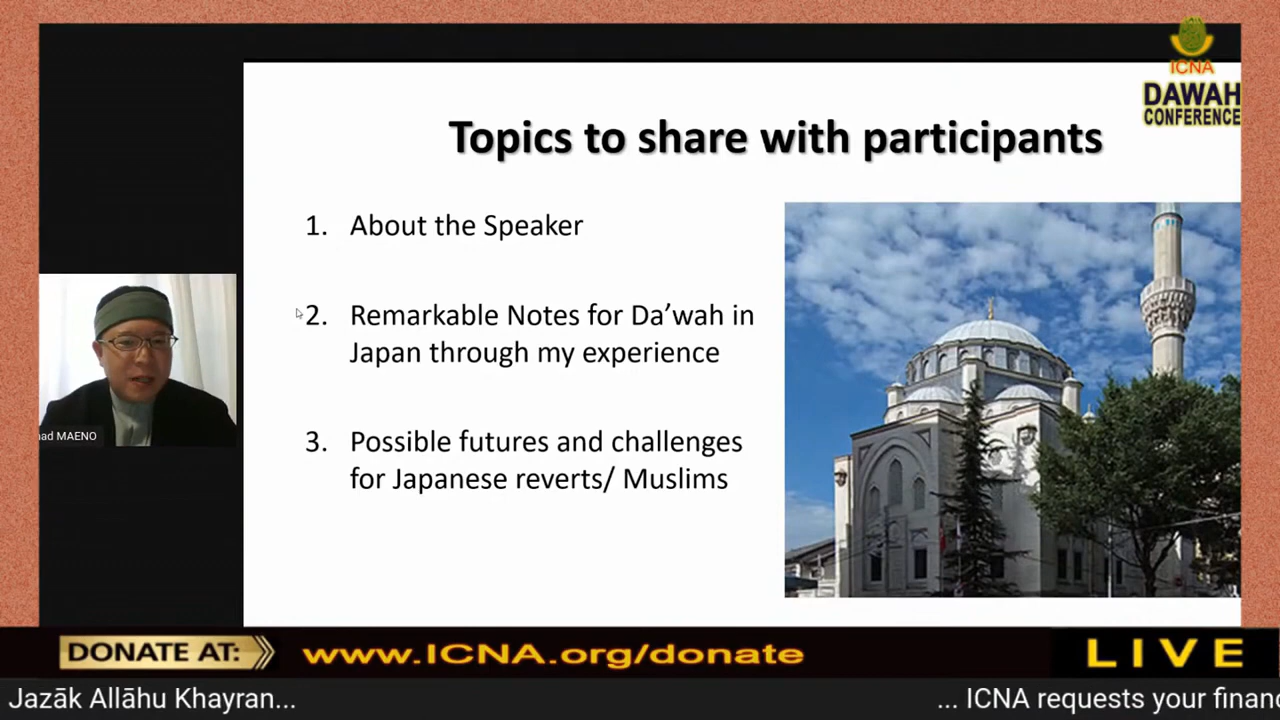 ICNA
DAWAH
CONFERENCE
Topics to share with participants
1. About the Speaker
2. Remarkable Notes for Da’wah in
Japan through my experience
3. Possible futures and challenges
for Japanese reverts/ Muslims
MAENO
DONATE AT:
www.ICNA.org/donate
LIVE
Jazāk Allāhu Khayran...
... ICNA requests your